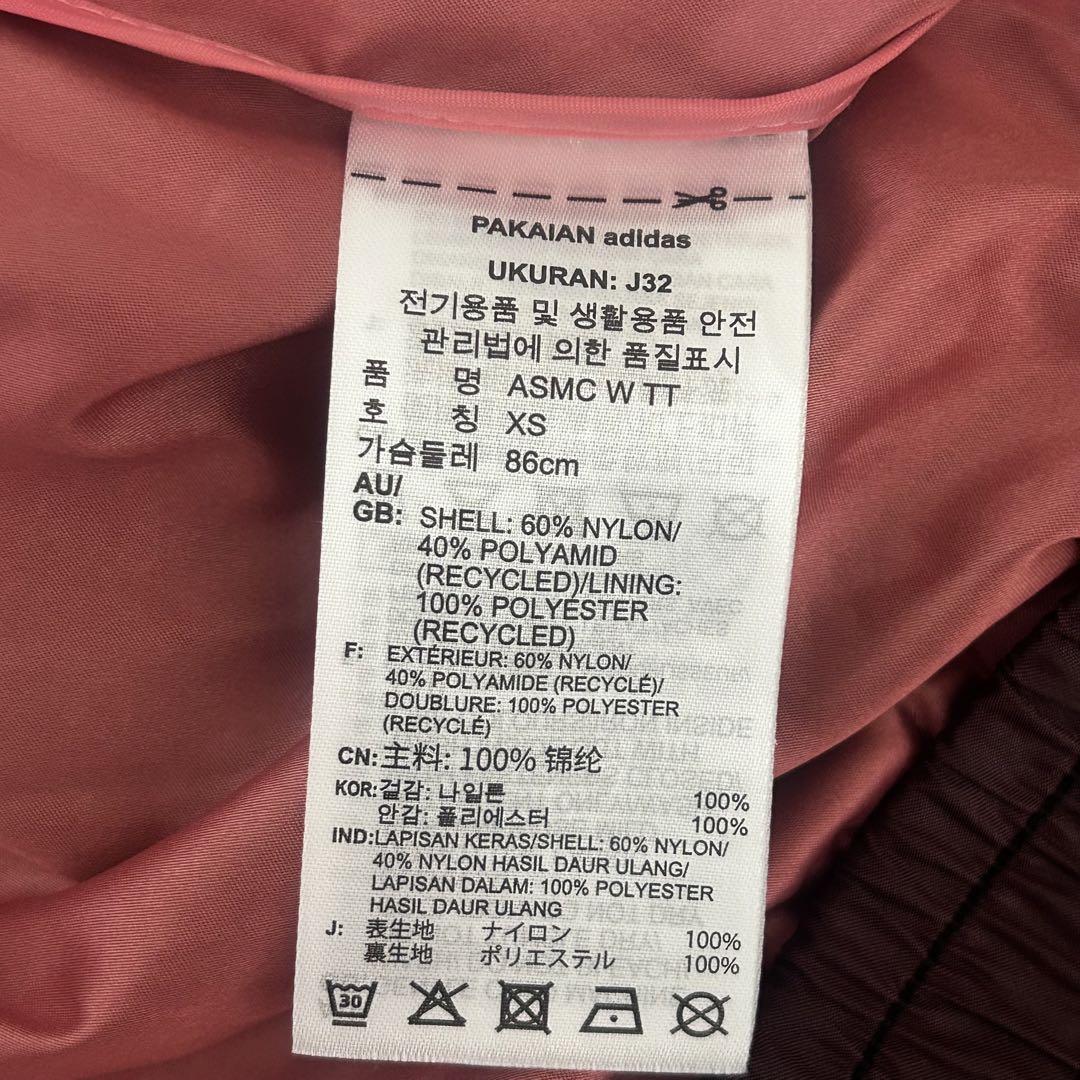 PAKAIAN adidas
UKURAN: J32
전기용품 및 생활용품 안전
관리법에 의한 품질표시
품 명 ASMC W TT
호 칭 XS
가슴둘레 86cm
AU/
GB: SHELL: 60% NYLON/
40% POLYAMID
(RECYCLED)/LINING:
100% POLYESTER
(RECYCLED)
F: EXTÉRIEUR: 60% NYLON/
40% POLYAMIDE (RECYCLÉ)/
DOUBLURE: 100% POLYESTER
(RECYCLÉ)
CN: 主料: 100% 锦纶
KOR: 겉감: 나일론 100%
안감: 폴리에스터 100%
IND: LAPISAN KERAS/SHELL: 60% NYLON/
40% NYLON HASIL DAUR ULANG/
LAPISAN DALAM: 100% POLYESTER
HASIL DAUR ULANG
J: 表生地 ナイロン 100%
裏生地 ポリエステル 100%
30